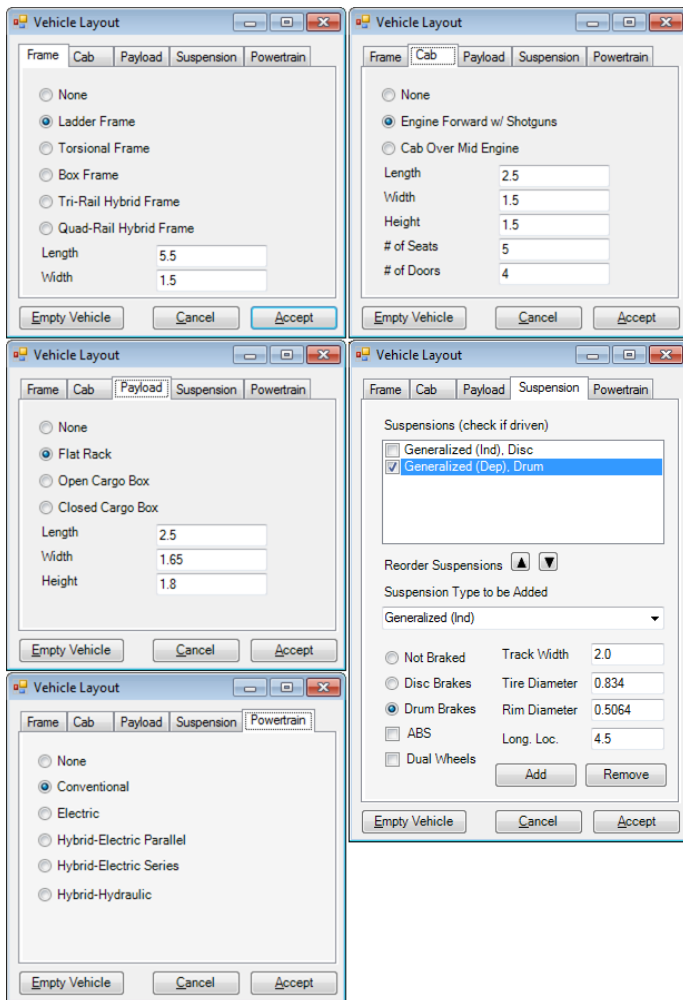 Vehicle Layout
Frame Cab Payload Suspension Powertrain
None
Ladder Frame
Torsional Frame
Box Frame
Tri-Rail Hybrid Frame
Quad-Rail Hybrid Frame
Length 5.5
Width 1.5
Empty Vehicle Cancel Accept
Vehicle Layout
Frame Cab Payload Suspension Powertrain
None
Engine Forward w/ Shotguns
Cab Over Mid Engine
Length 2.5
Width 1.5
Height 1.5
# of Seats 5
# of Doors 4
Empty Vehicle Cancel Accept
Vehicle Layout
Frame Cab Payload Suspension Powertrain
None
Flat Rack
Open Cargo Box
Closed Cargo Box
Length 2.5
Width 1.65
Height 1.8
Empty Vehicle Cancel Accept
Vehicle Layout
Frame Cab Payload Suspension Powertrain
Suspensions (check if driven)
Generalized (Ind), Disc
Generalized (Dep), Drum
Reorder Suspensions
Suspension Type to be Added
Generalized (Ind)
Not Braked Track Width 2.0
Disc Brakes Tire Diameter 0.834
Drum Brakes Rim Diameter 0.5064
ABS Long. Loc. 4.5
Dual Wheels
Add Remove
Empty Vehicle Cancel Accept
Vehicle Layout
Frame Cab Payload Suspension Powertrain
None
Conventional
Electric
Hybrid-Electric Parallel
Hybrid-Electric Series
Hybrid-Hydraulic
Empty Vehicle Cancel Accept